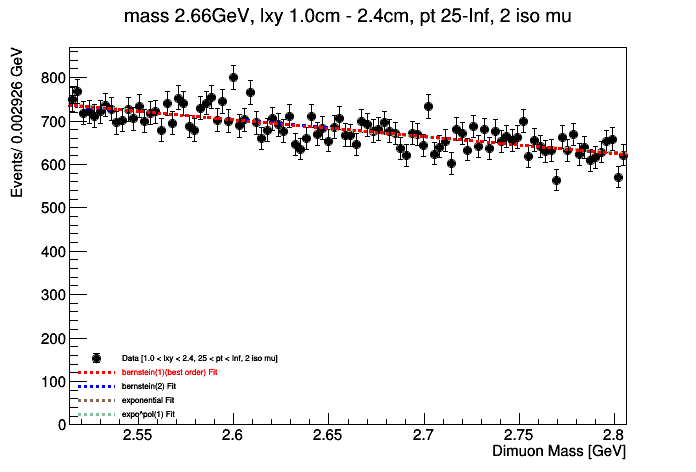 mass 2.66GeV, lxy 1.0cm - 2.4cm, pt 25-Inf, 2 iso mu
Events/ 0.002926 GeV
800
700
600
500
400
300
200
100
0
Data [1.0 < lxy < 2.4, 25 < pt < Inf, 2 iso mu]
bernstein(1)(best order) Fit
bernstein(2) Fit
exponential Fit
expo*pol(1) Fit
2.55
2.6
2.65
2.7
2.75
2.8
Dimuon Mass [GeV]